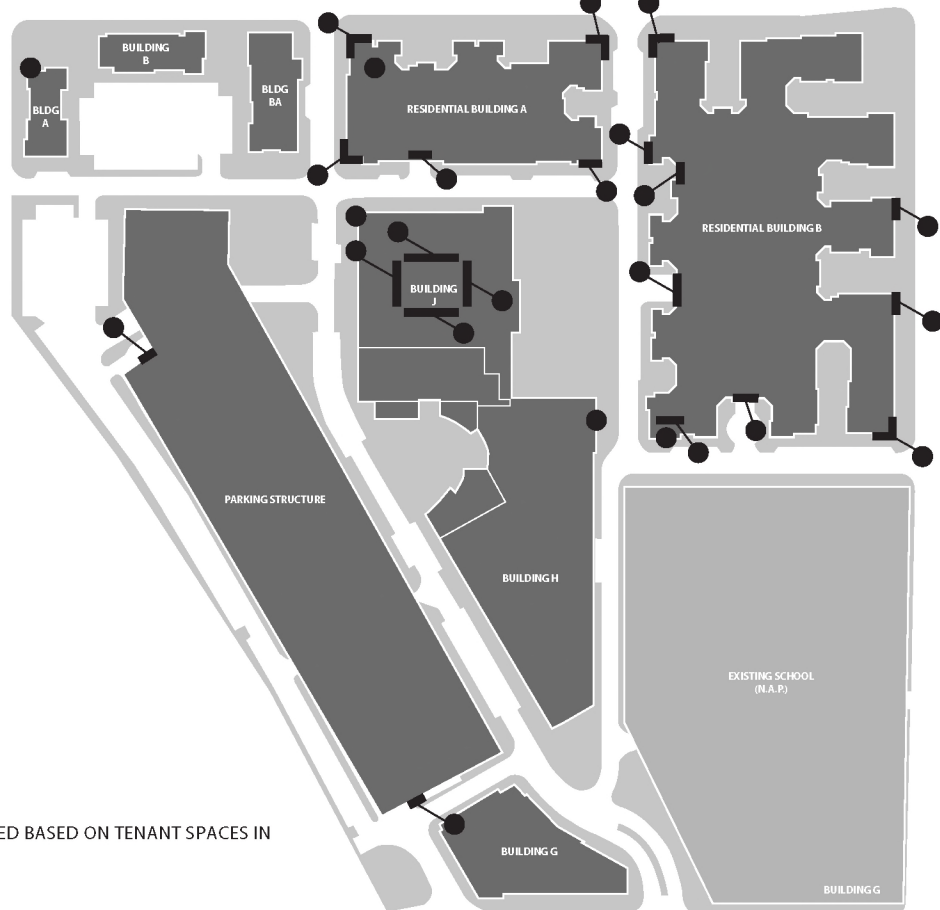 BUILDING
B
BLDG
A
BLDG
BA
RESIDENTIAL BUILDING A
RESIDENTIAL BUILDING B
BUILDING
J
PARKING STRUCTURE
BUILDING H
EXISTING SCHOOL
(N.A.P.)
ED BASED ON TENANT SPACES IN
BUILDING G
BUILDING G